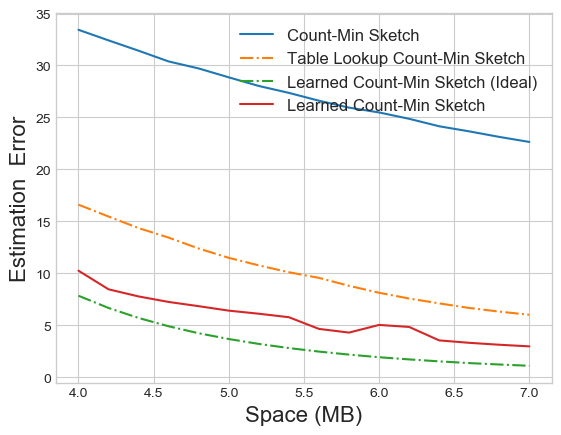 35
30
25
20
15
10
5
0
Estimation Error
Count-Min Sketch
Table Lookup Count-Min Sketch
Learned Count-Min Sketch (Ideal)
Learned Count-Min Sketch
4.0 4.5 5.0 5.5 6.0 6.5 7.0
Space (MB)